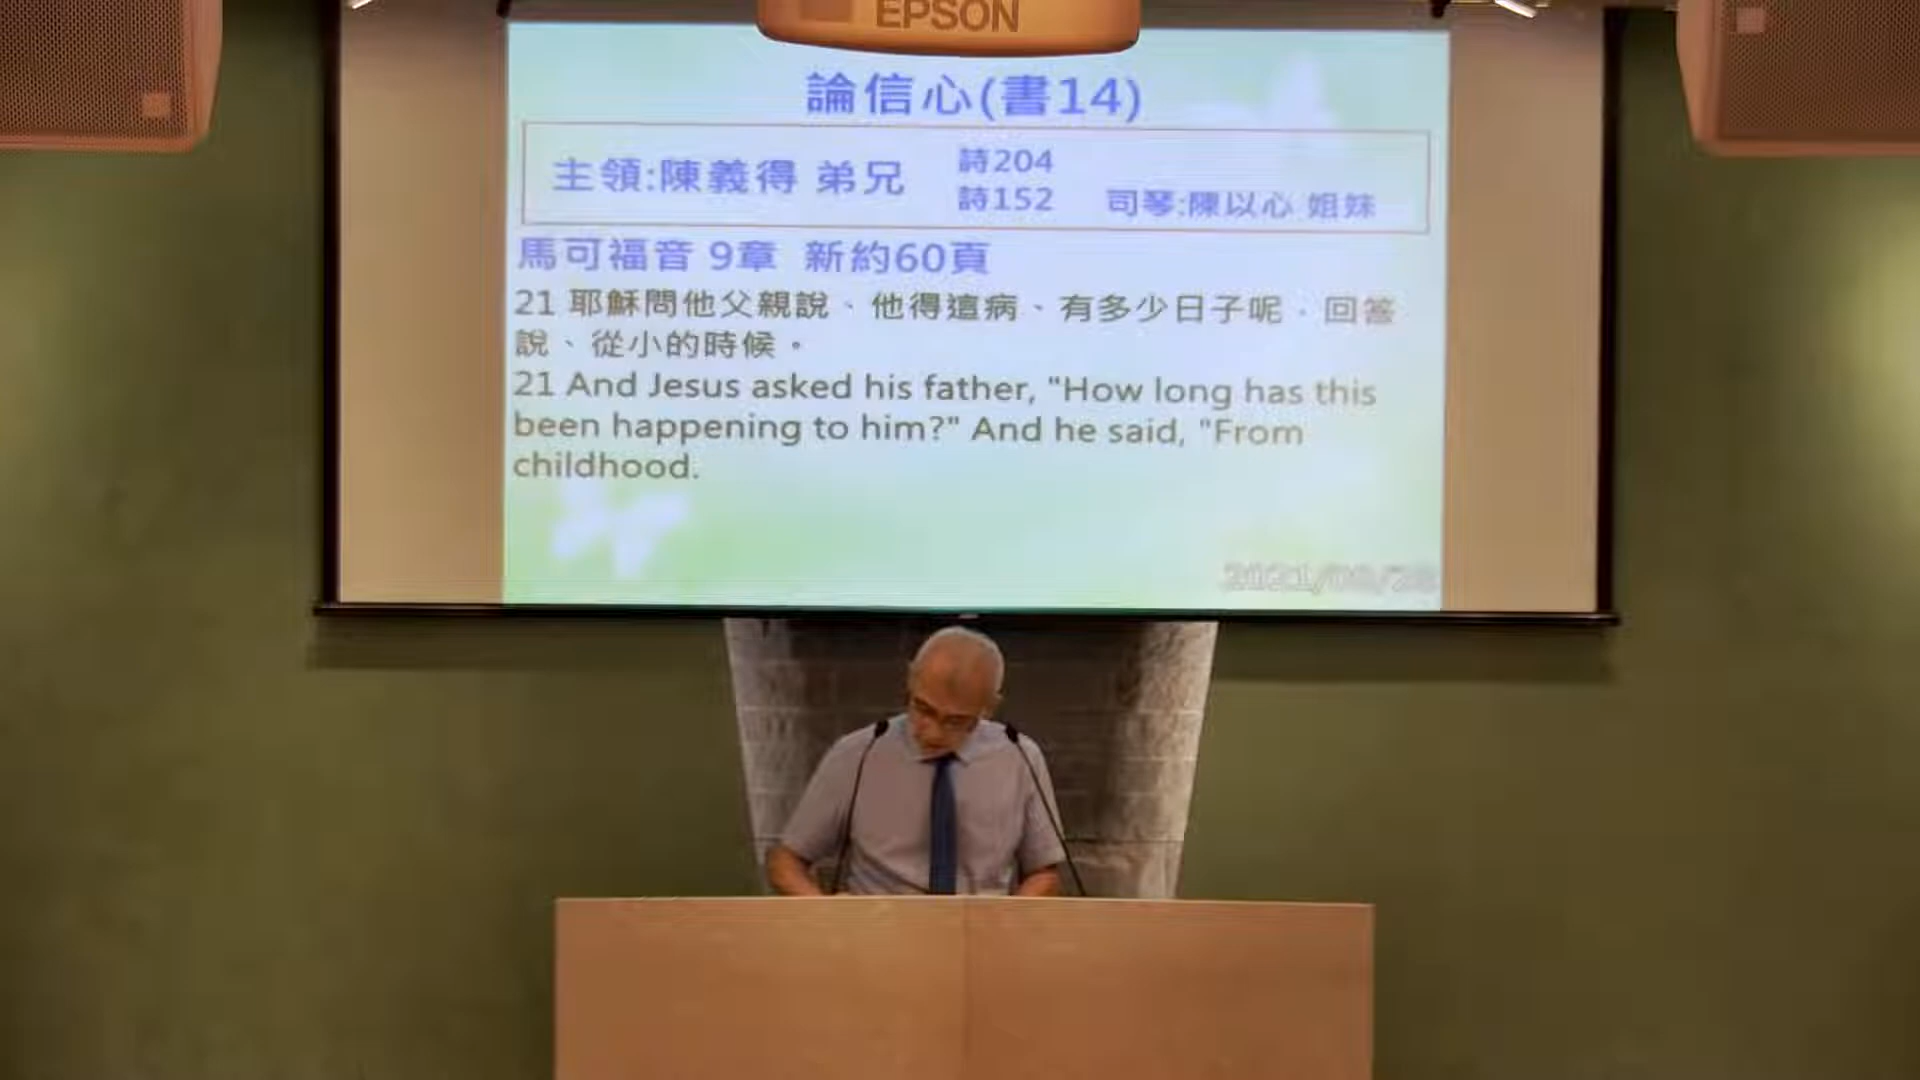 EPSON
論信心(書14)
主領:陳義得 弟兄
詩204
詩152
司琴:陳以心 姐妹
馬可福音 9章 新約60頁
21 耶穌問他父親說、他得這病、有多少日子呢．回答
說、從小的時候。
21 And Jesus asked his father, "How long has this
been happening to him?" And he said, "From
childhood.